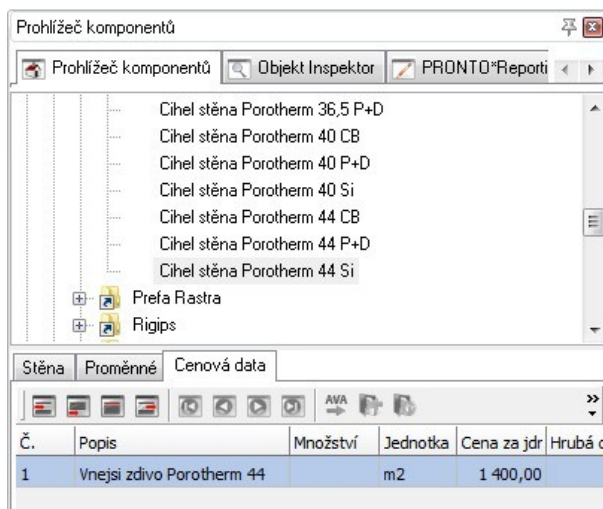 Prohlížeč komponentů
Prohlížeč komponentů Objekt Inspektor PRONTO*Reporti
Cihel stěna Porotherm 36,5 P+D
Cihel stěna Porotherm 40 CB
Cihel stěna Porotherm 40 P+D
Cihel stěna Porotherm 40 Si
Cihel stěna Porotherm 44 CB
Cihel stěna Porotherm 44 P+D
Cihel stěna Porotherm 44 Si
Prefa Rastra
Rigips
Stěna Proměnné Cenová data
AVA
Č. Popis Množství Jednotka Cena za jdr Hrubá c
1 Vnejsi zdivo Porotherm 44 m2 1 400,00